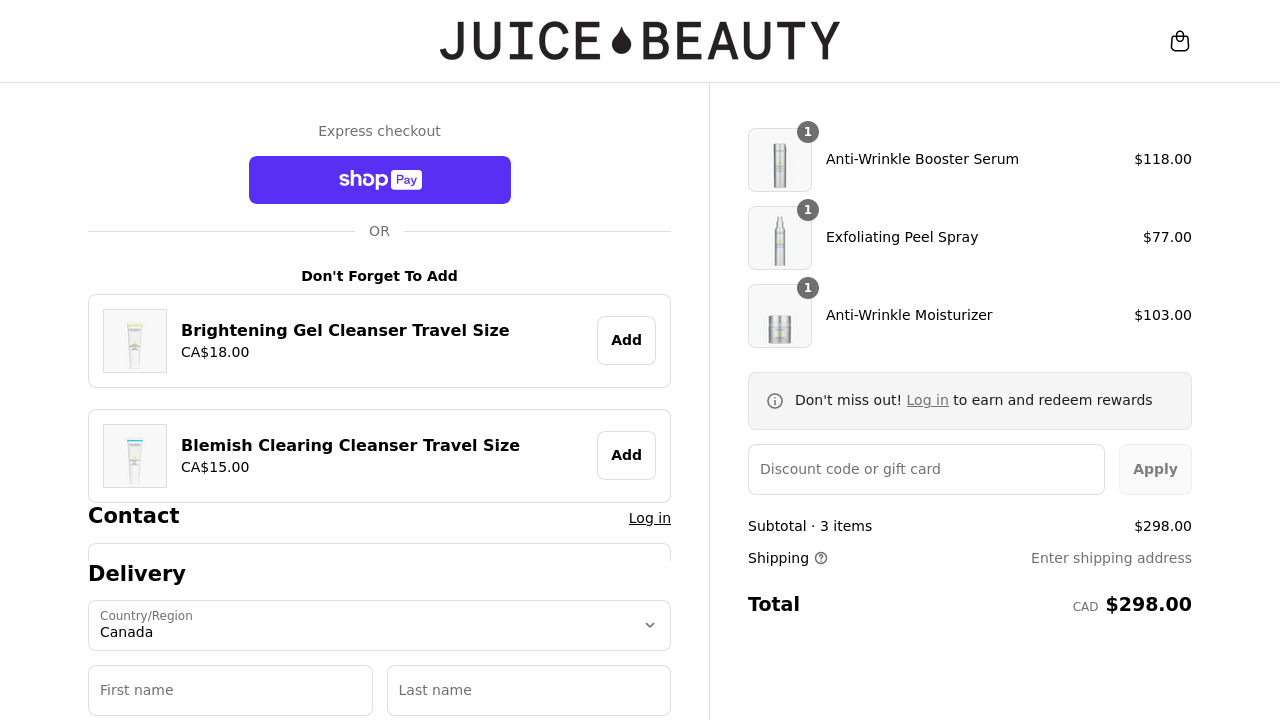 JUICE BEAUTY
Express checkout
shop Pay
OR
Don't Forget To Add
Brightening Gel Cleanser Travel Size
CA$18.00
Add
Blemish Clearing Cleanser Travel Size
CA$15.00
Add
Contact
Log in
Delivery
Country/Region
Canada
First name
Last name
1
Anti-Wrinkle Booster Serum
$118.00
1
Exfoliating Peel Spray
$77.00
1
Anti-Wrinkle Moisturizer
$103.00
Don't miss out! Log in to earn and redeem rewards
Discount code or gift card
Apply
Subtotal · 3 items
$298.00
Shipping
Enter shipping address
Total
CAD $298.00